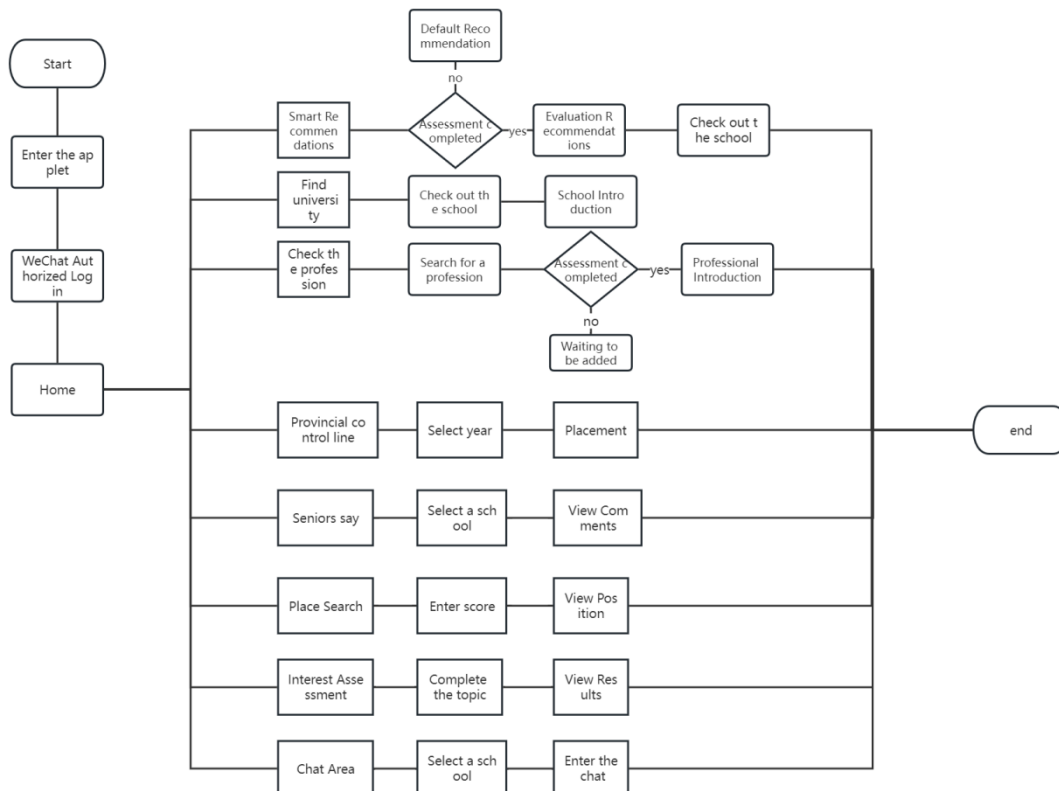 Default Reco
mmendation
Start
no
Smart Re
commen
dations
Assessment c
ompleted
yes
Evaluation R
ecommendat
ions
Check out t
he school
Enter the ap
plet
Find
universi
ty
Check out th
e school
School Intro
duction
WeChat Aut
horized Log
in
Check th
e profes
sion
Search for a
profession
Assessment c
ompleted
yes
Professional
Introduction
no
Waiting to
be added
Home
Provincial co
ntrol line
Select year
Placement
end
Seniors say
Select a sch
ool
View Com
ments
Place Search
Enter score
View Pos
ition
Interest Asse
ssment
Complete
the topic
View Res
ults
Chat Area
Select a sch
ool
Enter the
chat